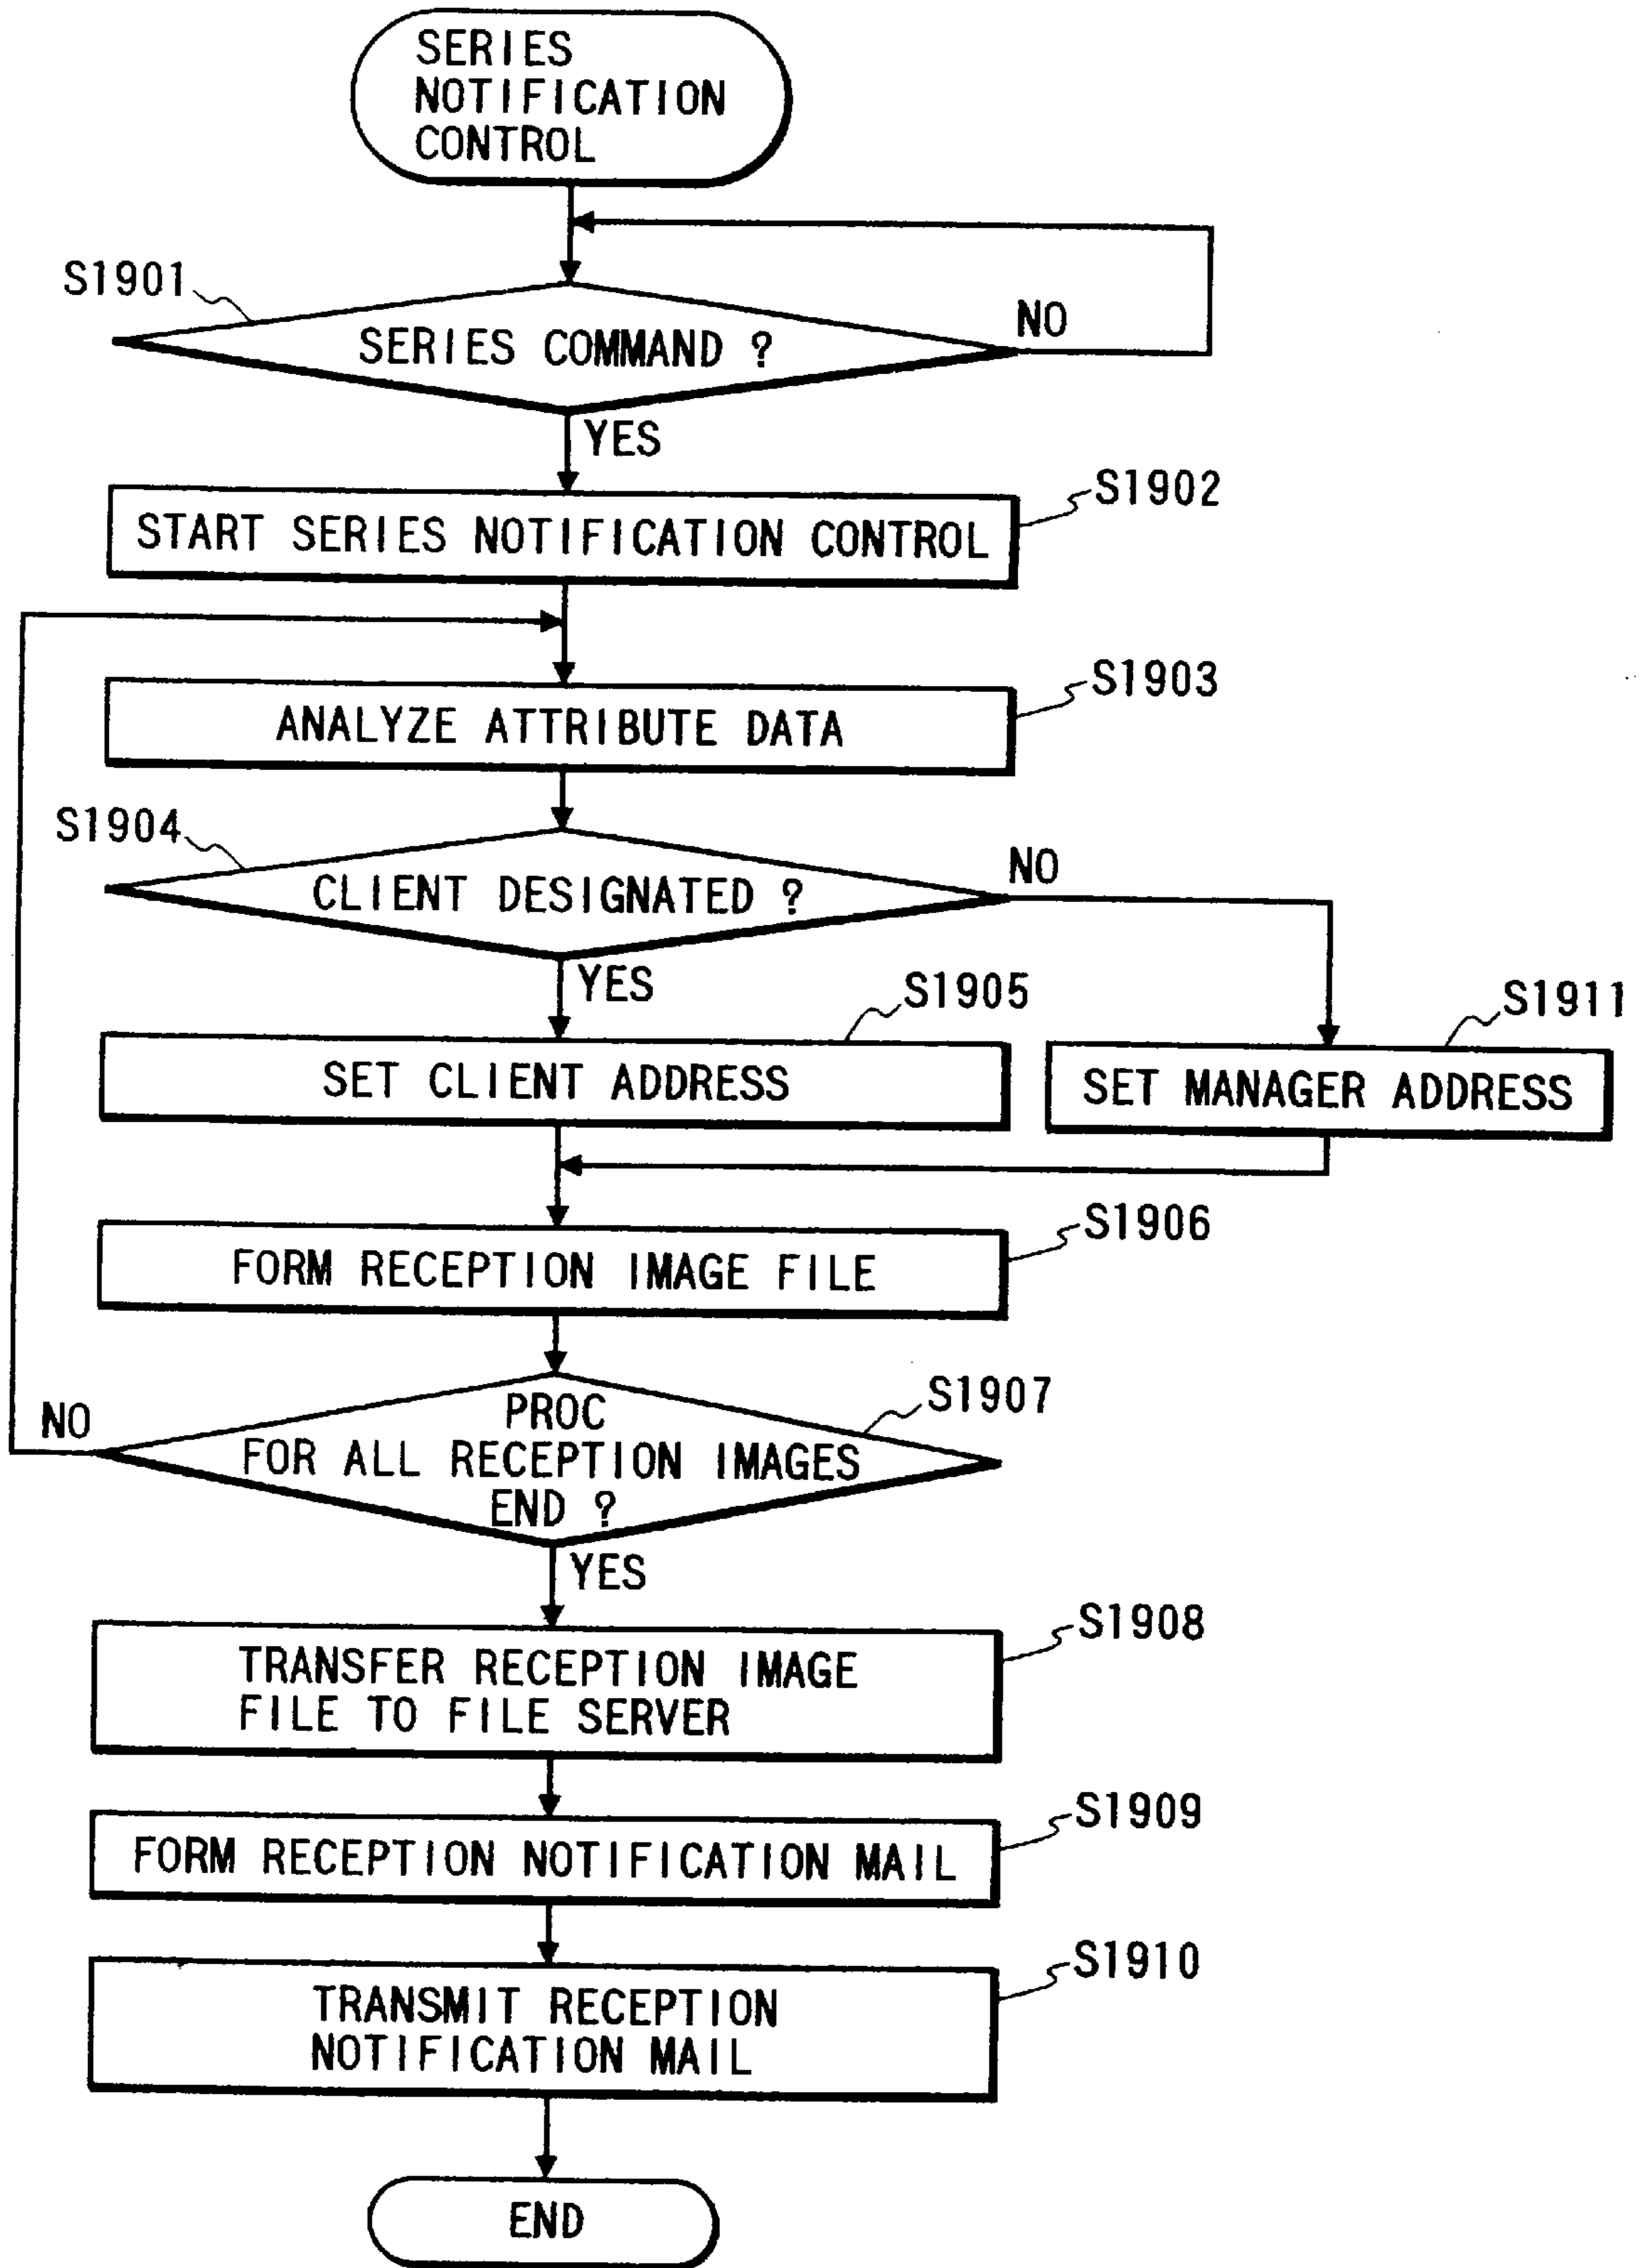 SERIES
NOTIFICATION
CONTROL
S1901
SERIES COMMAND ?
NO
YES
S1902
START SERIES NOTIFICATION CONTROL
S1903
ANALYZE ATTRIBUTE DATA
S1904
CLIENT DESIGNATED ?
NO
YES
S1905
SET CLIENT ADDRESS
S1911
SET MANAGER ADDRESS
S1906
FORM RECEPTION IMAGE FILE
S1907
NO
PROC
FOR ALL RECEPTION IMAGES
END ?
YES
S1908
TRANSFER RECEPTION IMAGE
FILE TO FILE SERVER
S1909
FORM RECEPTION NOTIFICATION MAIL
S1910
TRANSMIT RECEPTION
NOTIFICATION MAIL
END